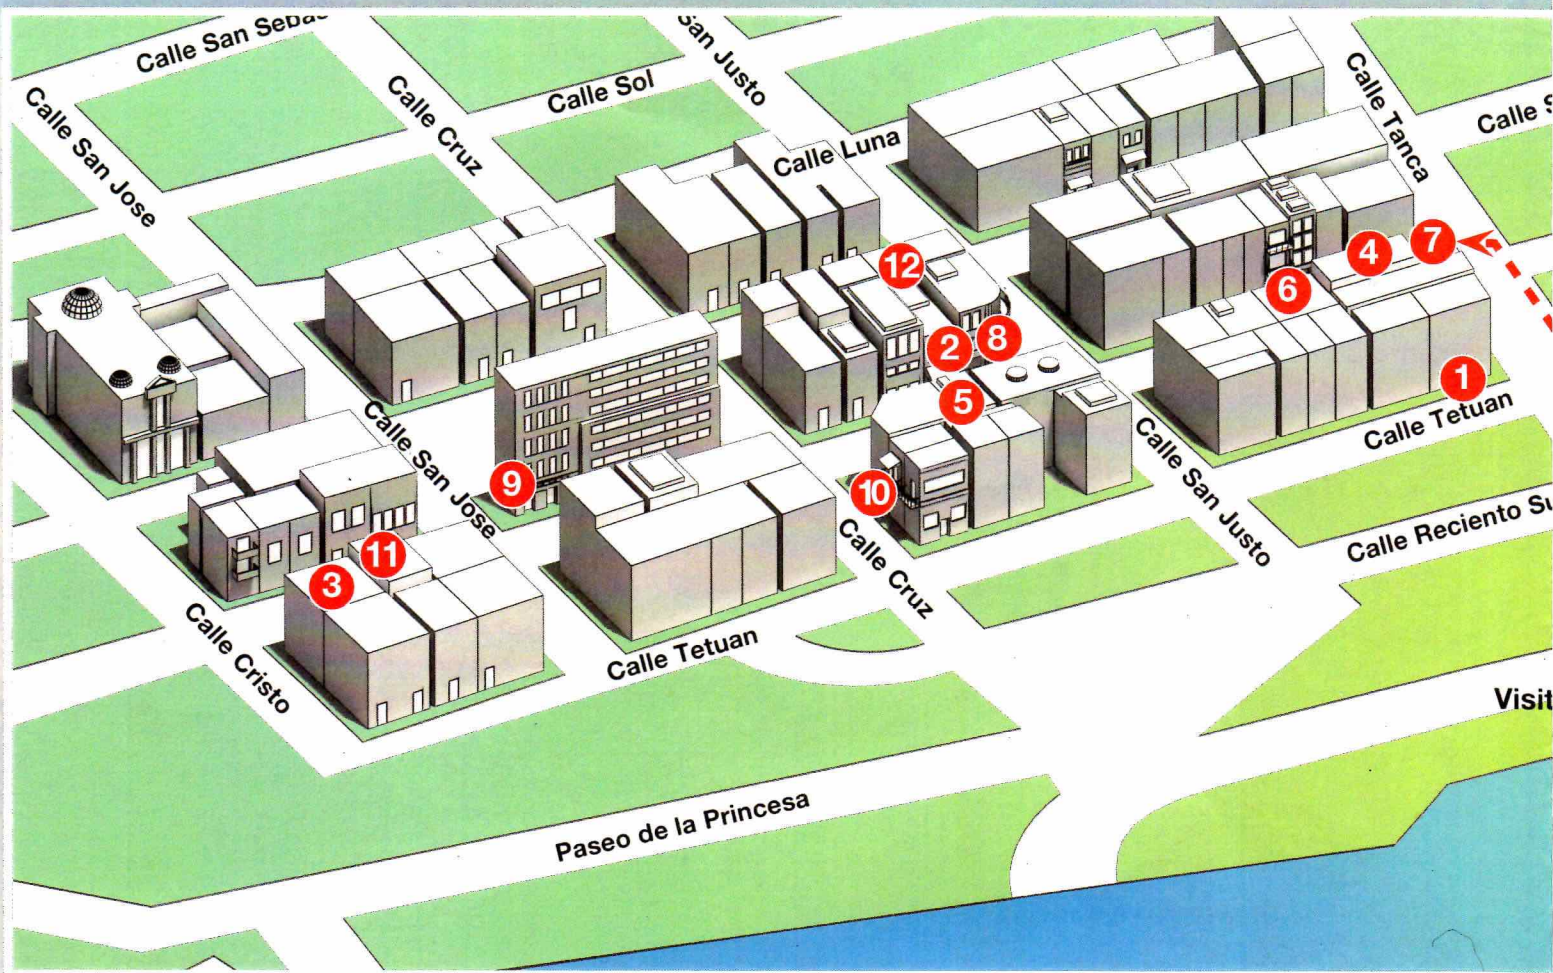 Calle San Sebas
San Justo
Calle Sol
Calle Cruz
Calle San Jose
Calle Luna
Calle Tanca
Calle S
12
4
7
6
2
8
5
1
Calle Tetuan
Calle San Jose
Calle San Justo
9
10
Calle Reciento Su
11
3
Calle Cruz
Calle Cristo
Calle Tetuan
Visit
Paseo de la Princesa